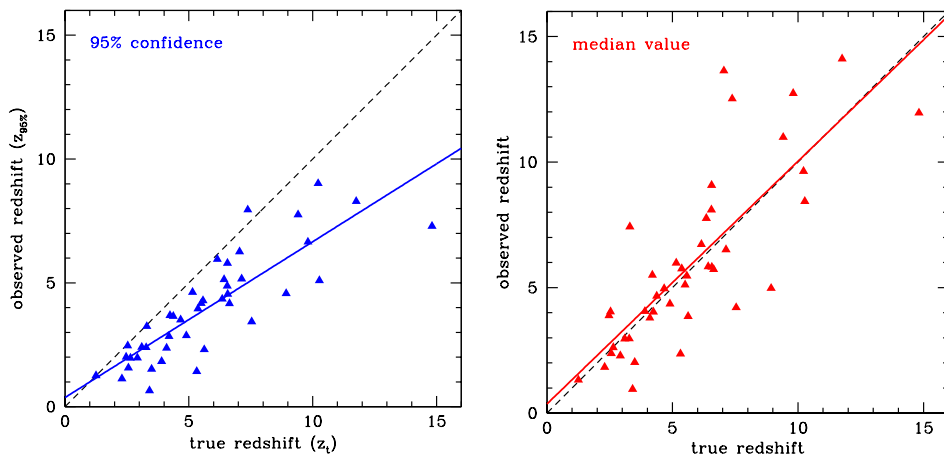 95% confidence
observed redshift (z95%)
15
10
5
0
0
5
10
15
true redshift (zt)
median value
observed redshift
15
10
5
0
0
5
10
15
true redshift